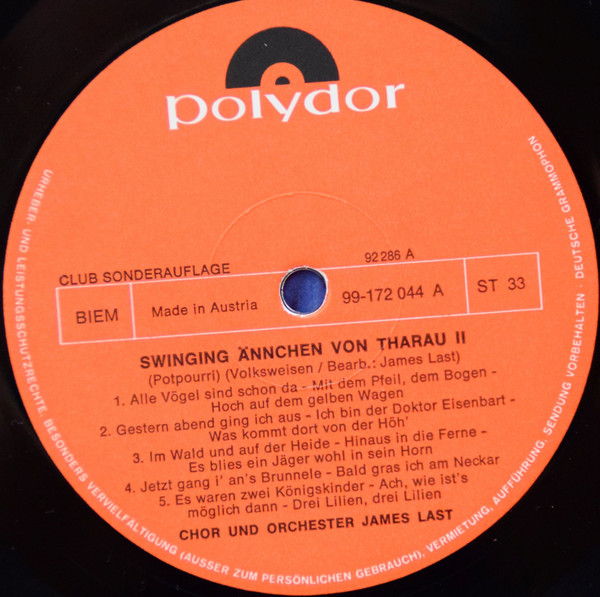 polydor
CLUB SONDERAUFLAGE
92 286 A
BIEM
Made in Austria
99-172 044 A
ST 33
SWINGING ÄNNCHEN VON THARAU II
(Potpourri) (Volksweisen / Bearb.: James Last)
1. Alle Vögel sind schon da - Mit dem Pfeil, dem Bogen -
Hoch auf dem gelben Wagen
2. Gestern abend ging ich aus - Ich bin der Doktor Eisenbart -
Was kommt dort von der Höh'
3. Im Wald und auf der Heide - Hinaus in die Ferne -
Es blies ein Jäger wohl in sein Horn
4. Jetzt gang i' an's Brunnele - Bald gras ich am Neckar
5. Es waren zwei Königskinder - Ach, wie ist's
möglich dann - Drei Lilien, drei Lilien
CHOR UND ORCHESTER JAMES LAST
URHEBER- UND LEISTUNGSSCHUTZRECHTE, BESONDERS VERVIELFÄLTIGUNG (AUSSER ZUM PERSÖNLICHEN GEBRAUCH), VERMIETUNG, AUFFÜHRUNG, SENDUNG VORBEHALTEN · DEUTSCHE GRAMMOPHON